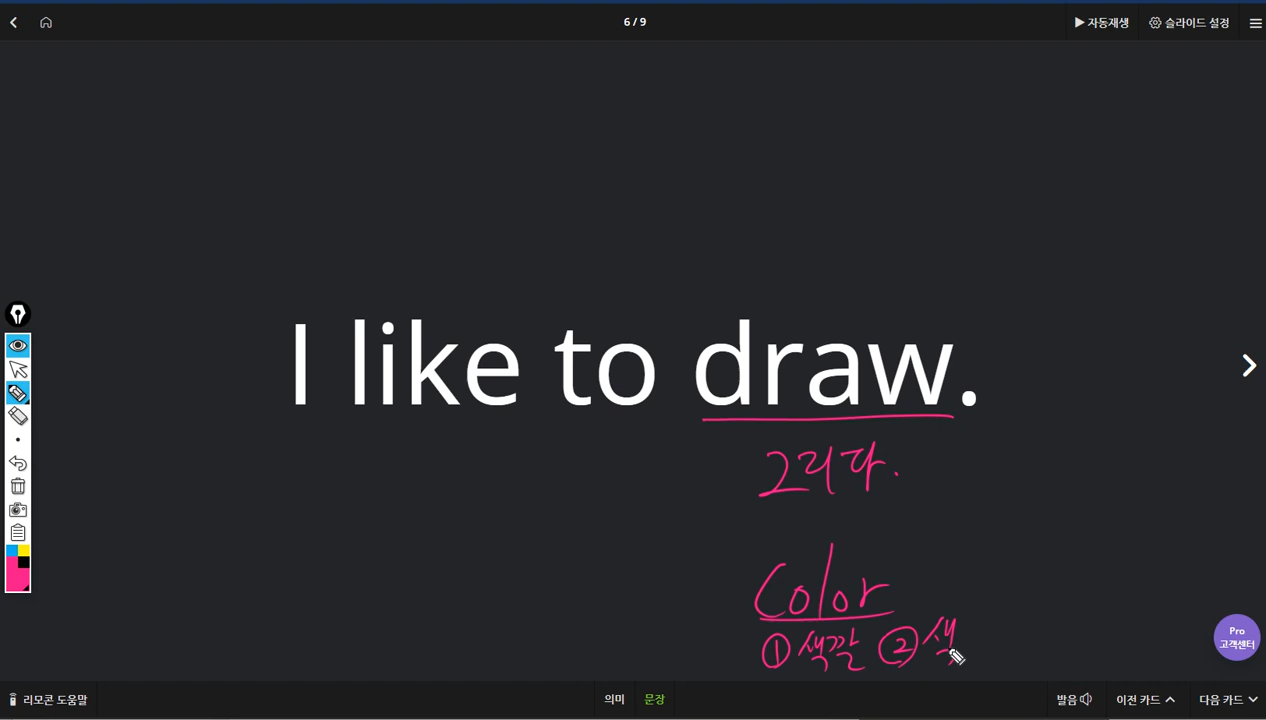 6 / 9
자동재생
슬라이드 설정
I like to draw.
그리다.
Color
① 색깔 ② 색
Pro
고객센터
리모콘 도움말
의미
문장
발음
이전 카드
다음 카드